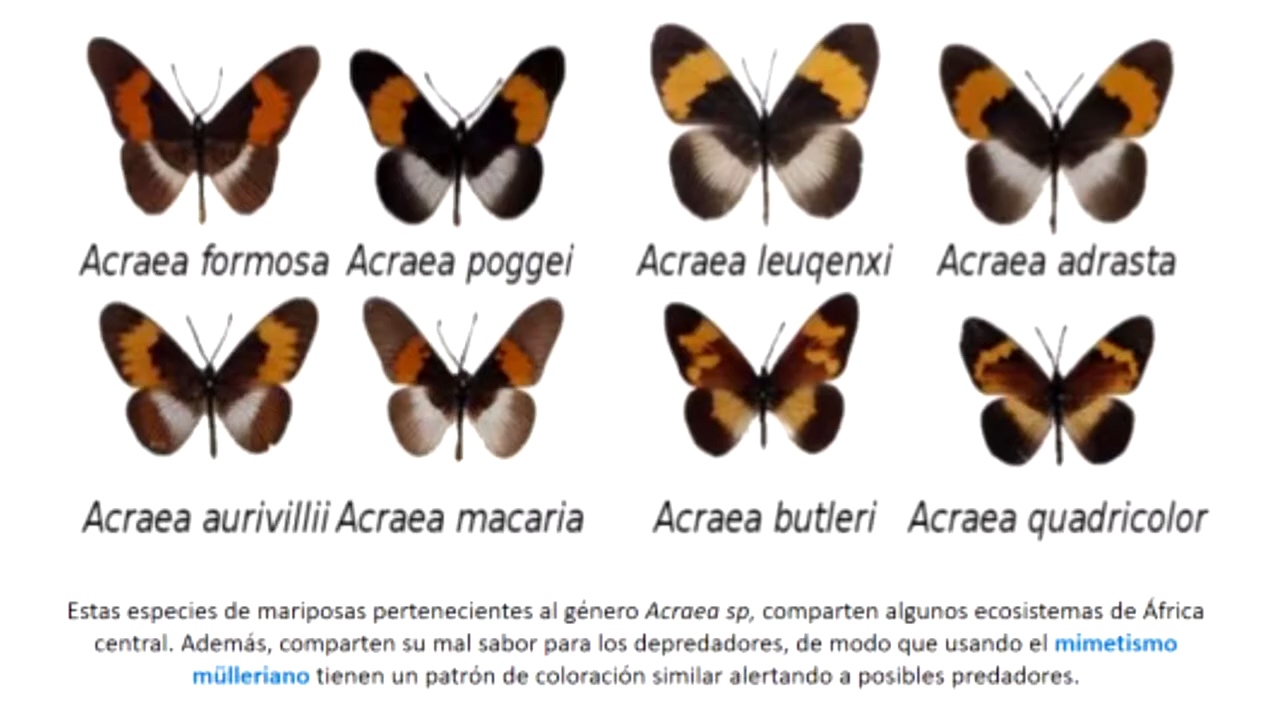 Acraea formosa Acraea poggei Acraea leuqenxi Acraea adrasta
Acraea aurivillii Acraea macaria Acraea butleri Acraea quadricolor
Estas especies de mariposas pertenecientes al género Acraea sp, comparten algunos ecosistemas de África
central. Además, comparten su mal sabor para los depredadores, de modo que usando el mimetismo
mülleriano tienen un patrón de coloración similar alertando a posibles predadores.